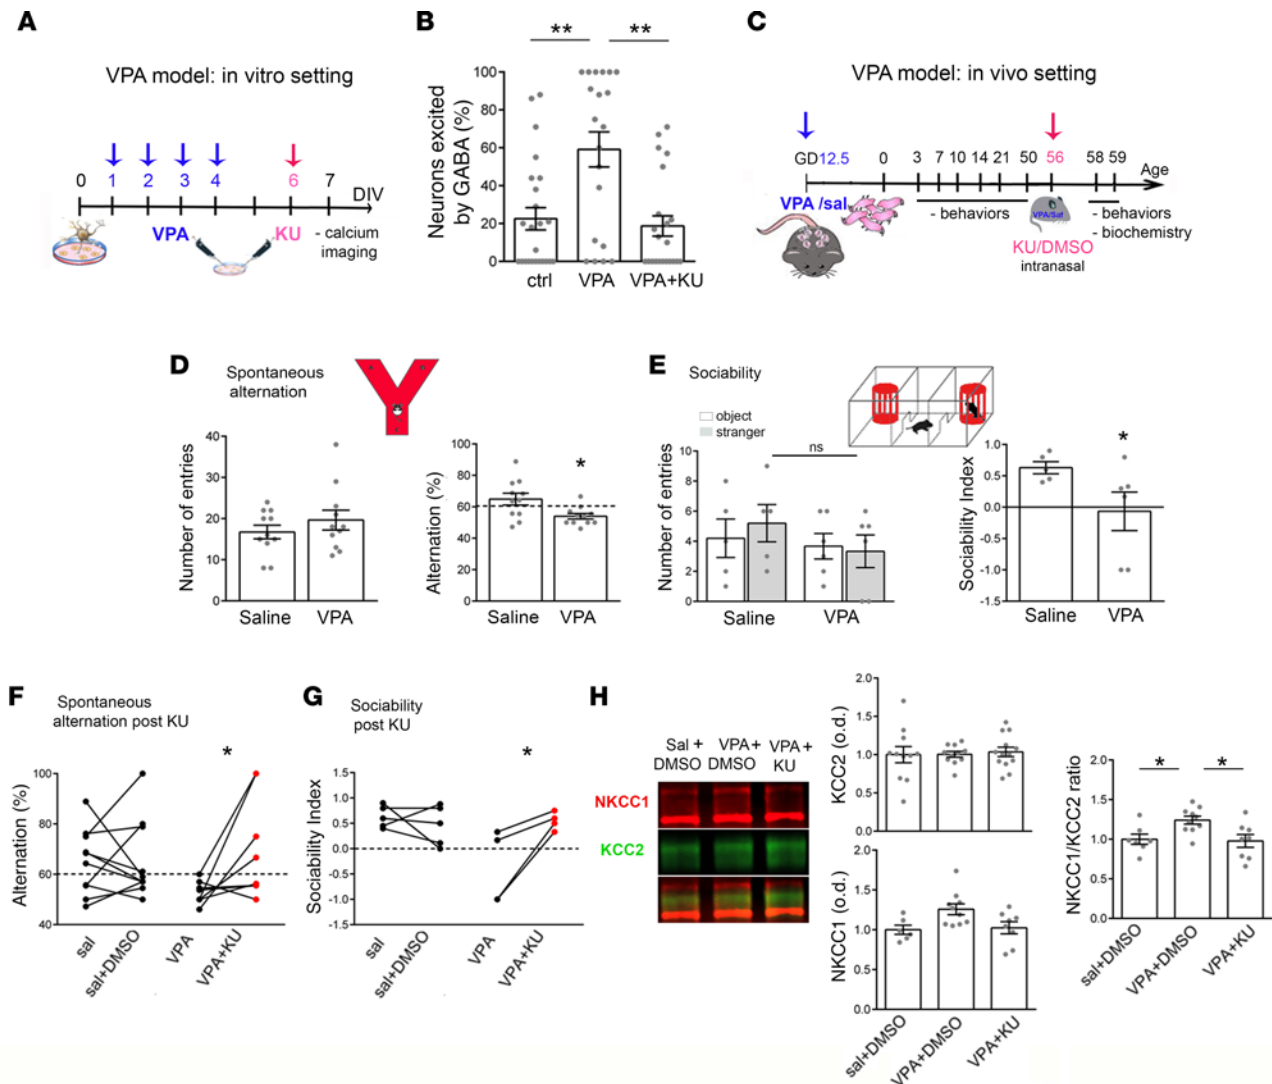 A
VPA model: in vitro setting
0 1 2 3 4 6 7 DIV
VPA
KU
- calcium
imaging
B
** **
Neurons excited
by GABA (%)
100
80
60
40
20
0
ctrl VPA VPA+KU
C
VPA model: in vivo setting
GD12.5 0 3 7 10 14 21 50 56 58 59
Age
VPA /sal
- behaviors
VPA/Sal
KU/DMSO
intranasal
- behaviors
- biochemistry
D
Spontaneous
alternation
Number of entries
40
30
20
10
0
Saline VPA
Alternation (%)
100
80
60
40
20
0
*
Saline VPA
E
Sociability
object
stranger
ns
Number of entries
10
8
6
4
2
0
Saline VPA
Sociability Index
1.0
0.5
0.0
-0.5
-1.0
-1.5
*
Saline VPA
F
Spontaneous
alternation post KU
*
Alternation (%)
100
80
60
40
sal
sal+DMSO
VPA
VPA+KU
G
Sociability
post KU
*
Sociability Index
1.5
1.0
0.5
0.0
-0.5
-1.0
-1.5
sal
sal+DMSO
VPA
VPA+KU
H
Sal + VPA+ VPA+
DMSO DMSO KU
NKCC1
KCC2
KCC2 (o.d.)
2.0
1.5
1.0
0.5
0.0
NKCC1 (o.d.)
2.0
1.5
1.0
0.5
0.0
sal+DMSO
VPA+DMSO
VPA+KU
NKCC1/KCC2 ratio
2.0
1.5
1.0
0.5
0.0
* *
sal+DMSO
VPA+DMSO
VPA+KU